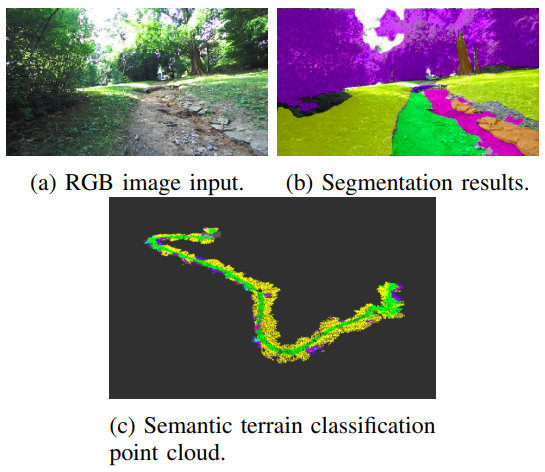 (a) RGB image input.
(b) Segmentation results.
(c) Semantic terrain classification
point cloud.